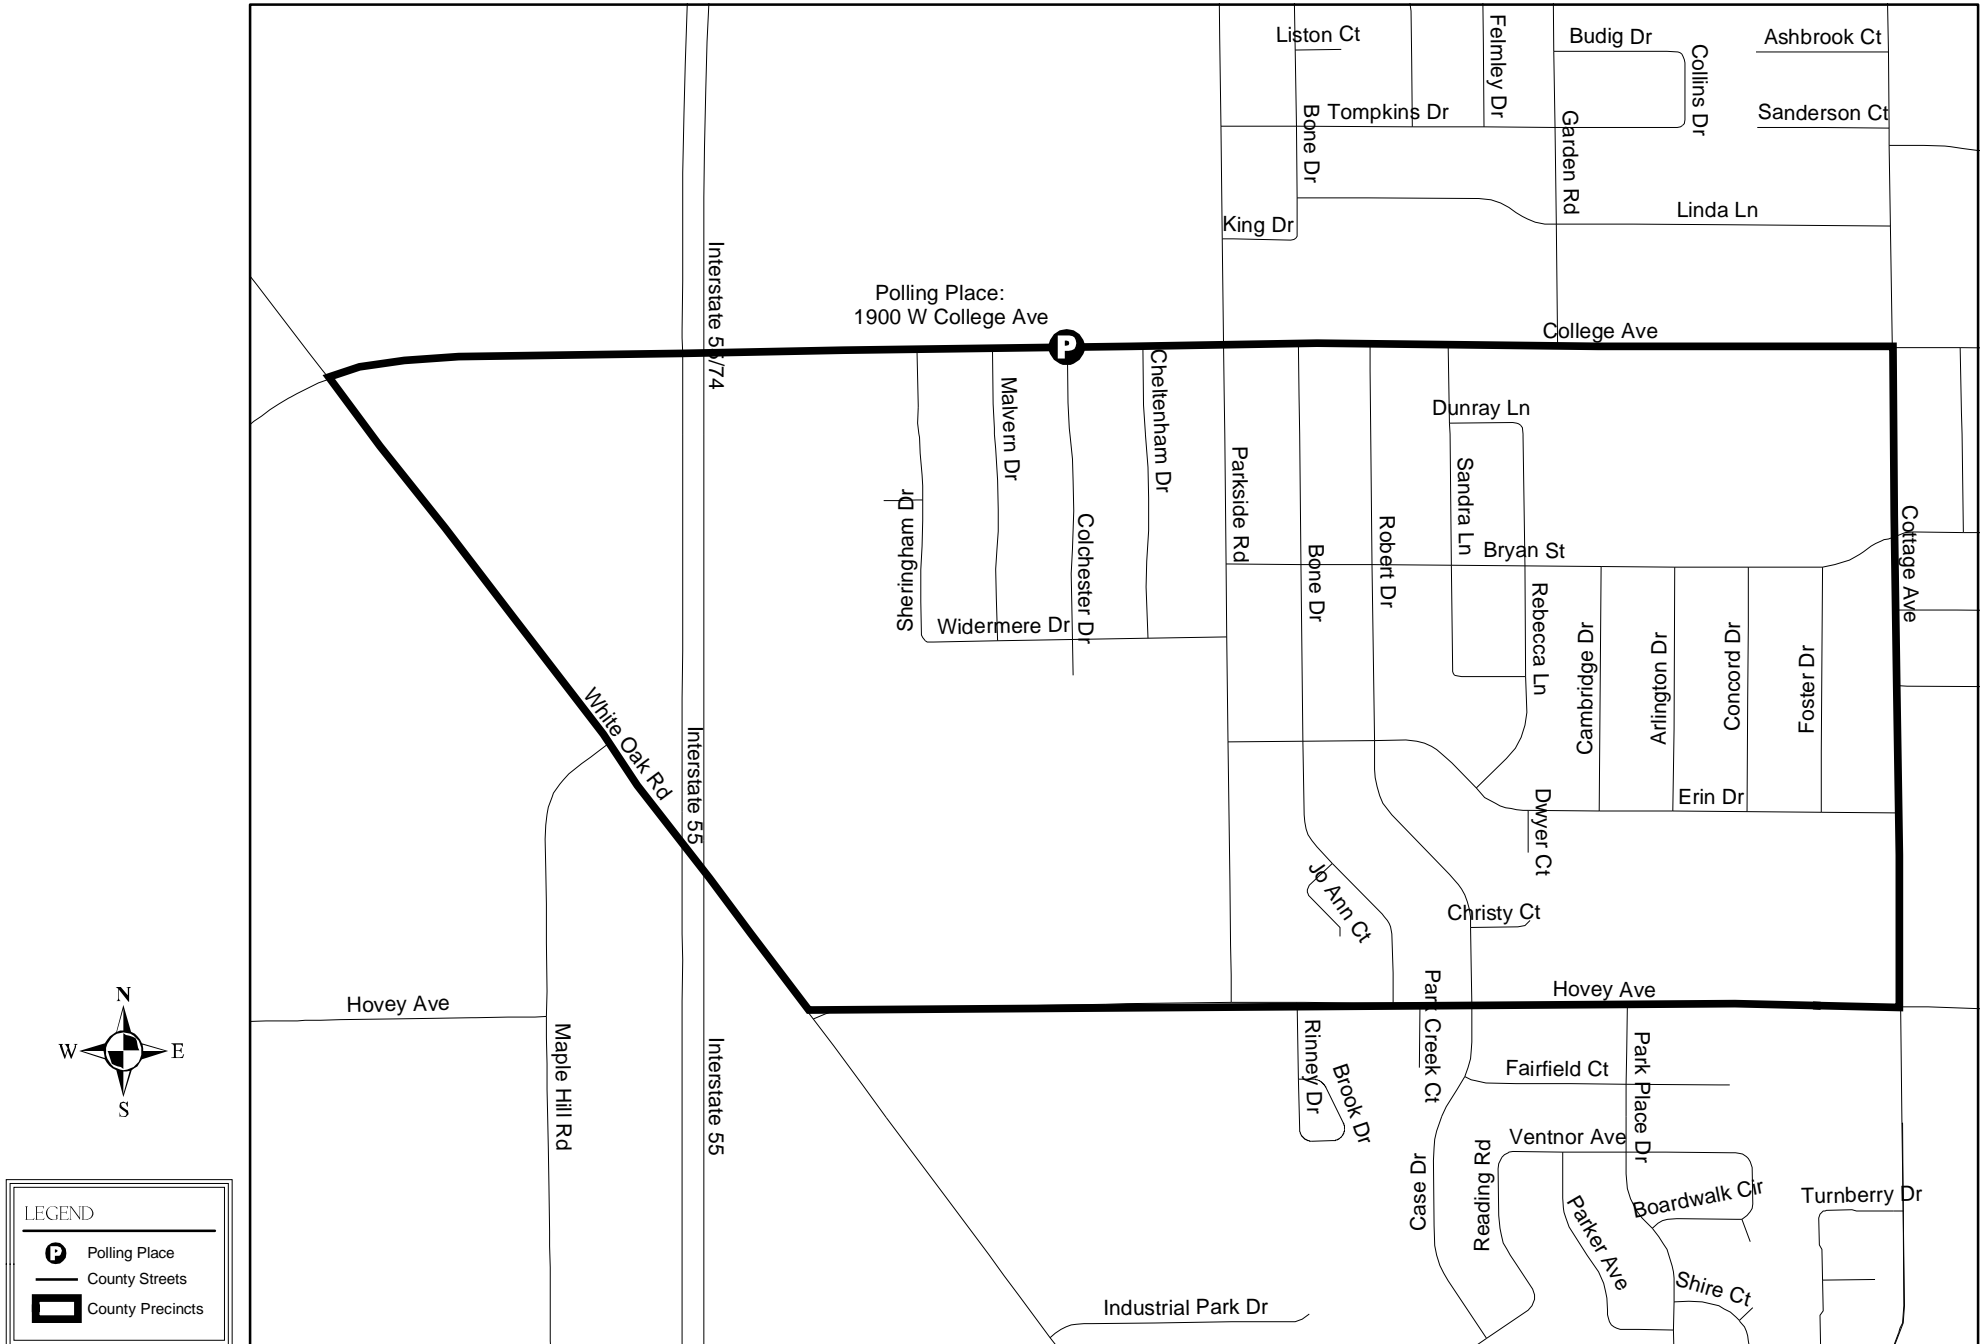 Liston Ct
Felmley Dr
Budig Dr
Collins Dr
Ashbrook Ct
Bone Dr
Tompkins Dr
Garden Rd
Sanderson Ct
King Dr
Linda Ln
Interstate 55/74
Polling Place:
1900 W College Ave
P
College Ave
Malvern Dr
Cheltenham Dr
Dunray Ln
Parkside Rd
Sandra Ln
Sheringham Dr
Colchester Dr
Robert Dr
Bone Dr
Bryan St
Cottage Ave
Widermere Dr
Rebecca Ln
Cambridge Dr
Arlington Dr
Concord Dr
Foster Dr
White Oak Rd
Interstate 55
Erin Dr
Dwyer Ct
Jo Ann Ct
Christy Ct
Hovey Ave
Park Creek Ct
Hovey Ave
N
W
E
S
Maple Hill Rd
Interstate 55
Rinney Dr
Brook Dr
Fairfield Ct
Park Place Dr
Ventnor Ave
Case Dr
Reading Rd
Parker Ave
Boardwalk Cir
Turnberry Dr
Shire Ct
Industrial Park Dr
LEGEND
P
Polling Place
County Streets
County Precincts